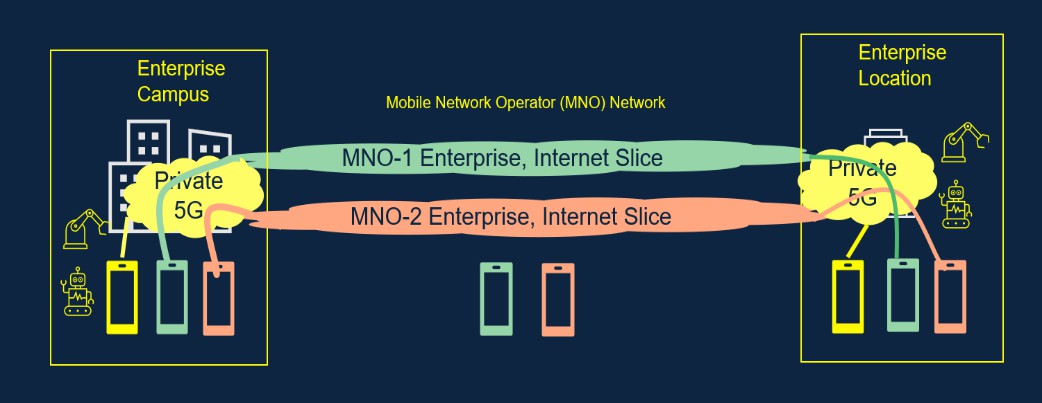 Enterprise
Campus
Enterprise
Location
Mobile Network Operator (MNO) Network
MNO-1 Enterprise, Internet Slice
Private
5G
Private
5G
MNO-2 Enterprise, Internet Slice